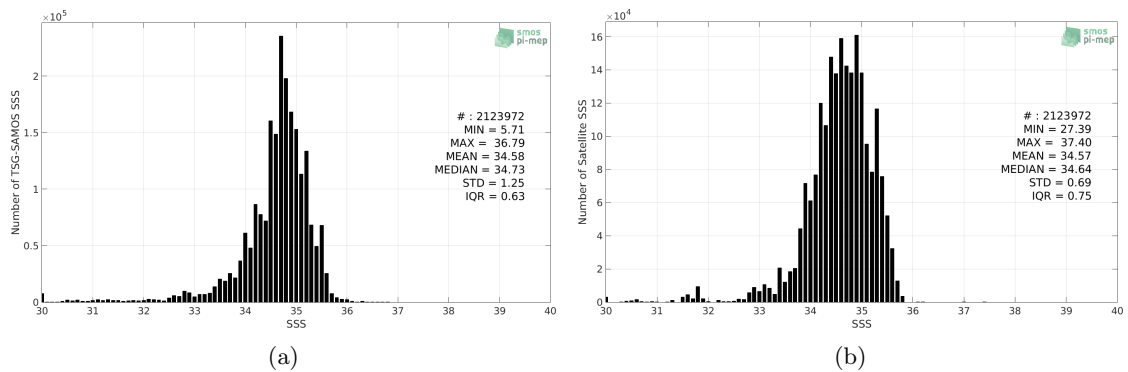 ×10⁵
2
1.5
1
0.5
0
30 31 32 33 34 35 36 37 38 39 40
SSS
Number of TSG-SAMOS SSS
smos
pi-mep
# : 2123972
MIN = 5.71
MAX = 36.79
MEAN = 34.58
MEDIAN = 34.73
STD = 1.25
IQR = 0.63
(a)
×10⁴
16
14
12
10
8
6
4
2
0
30 31 32 33 34 35 36 37 38 39 40
SSS
Number of Satellite SSS
smos
pi-mep
# : 2123972
MIN = 27.39
MAX = 37.40
MEAN = 34.57
MEDIAN = 34.64
STD = 0.69
IQR = 0.75
(b)